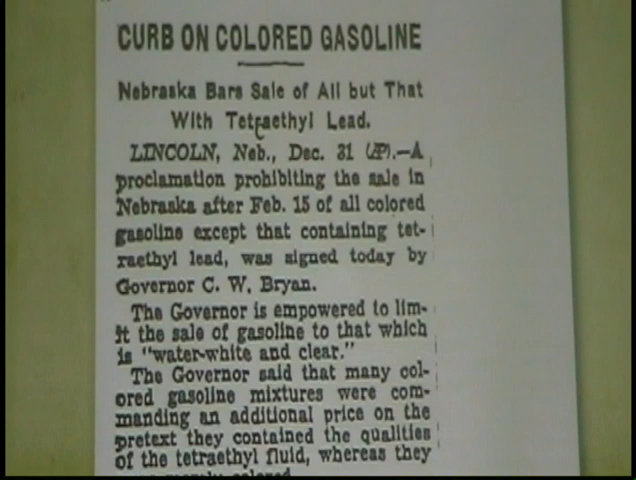 CURB ON COLORED GASOLINE
Nebraska Bars Sale of All but That
With Tetraethyl Lead.
LINCOLN, Neb., Dec. 31 (AP).—A
proclamation prohibiting the sale in
Nebraska after Feb. 15 of all colored
gasoline except that containing tet-
raethyl lead, was signed today by
Governor C. W. Bryan.
The Governor is empowered to lim-
it the sale of gasoline to that which
is "water-white and clear."
The Governor said that many col-
ored gasoline mixtures were com-
manding an additional price on the
pretext they contained the qualities
of the tetraethyl fluid, whereas they
merely colored